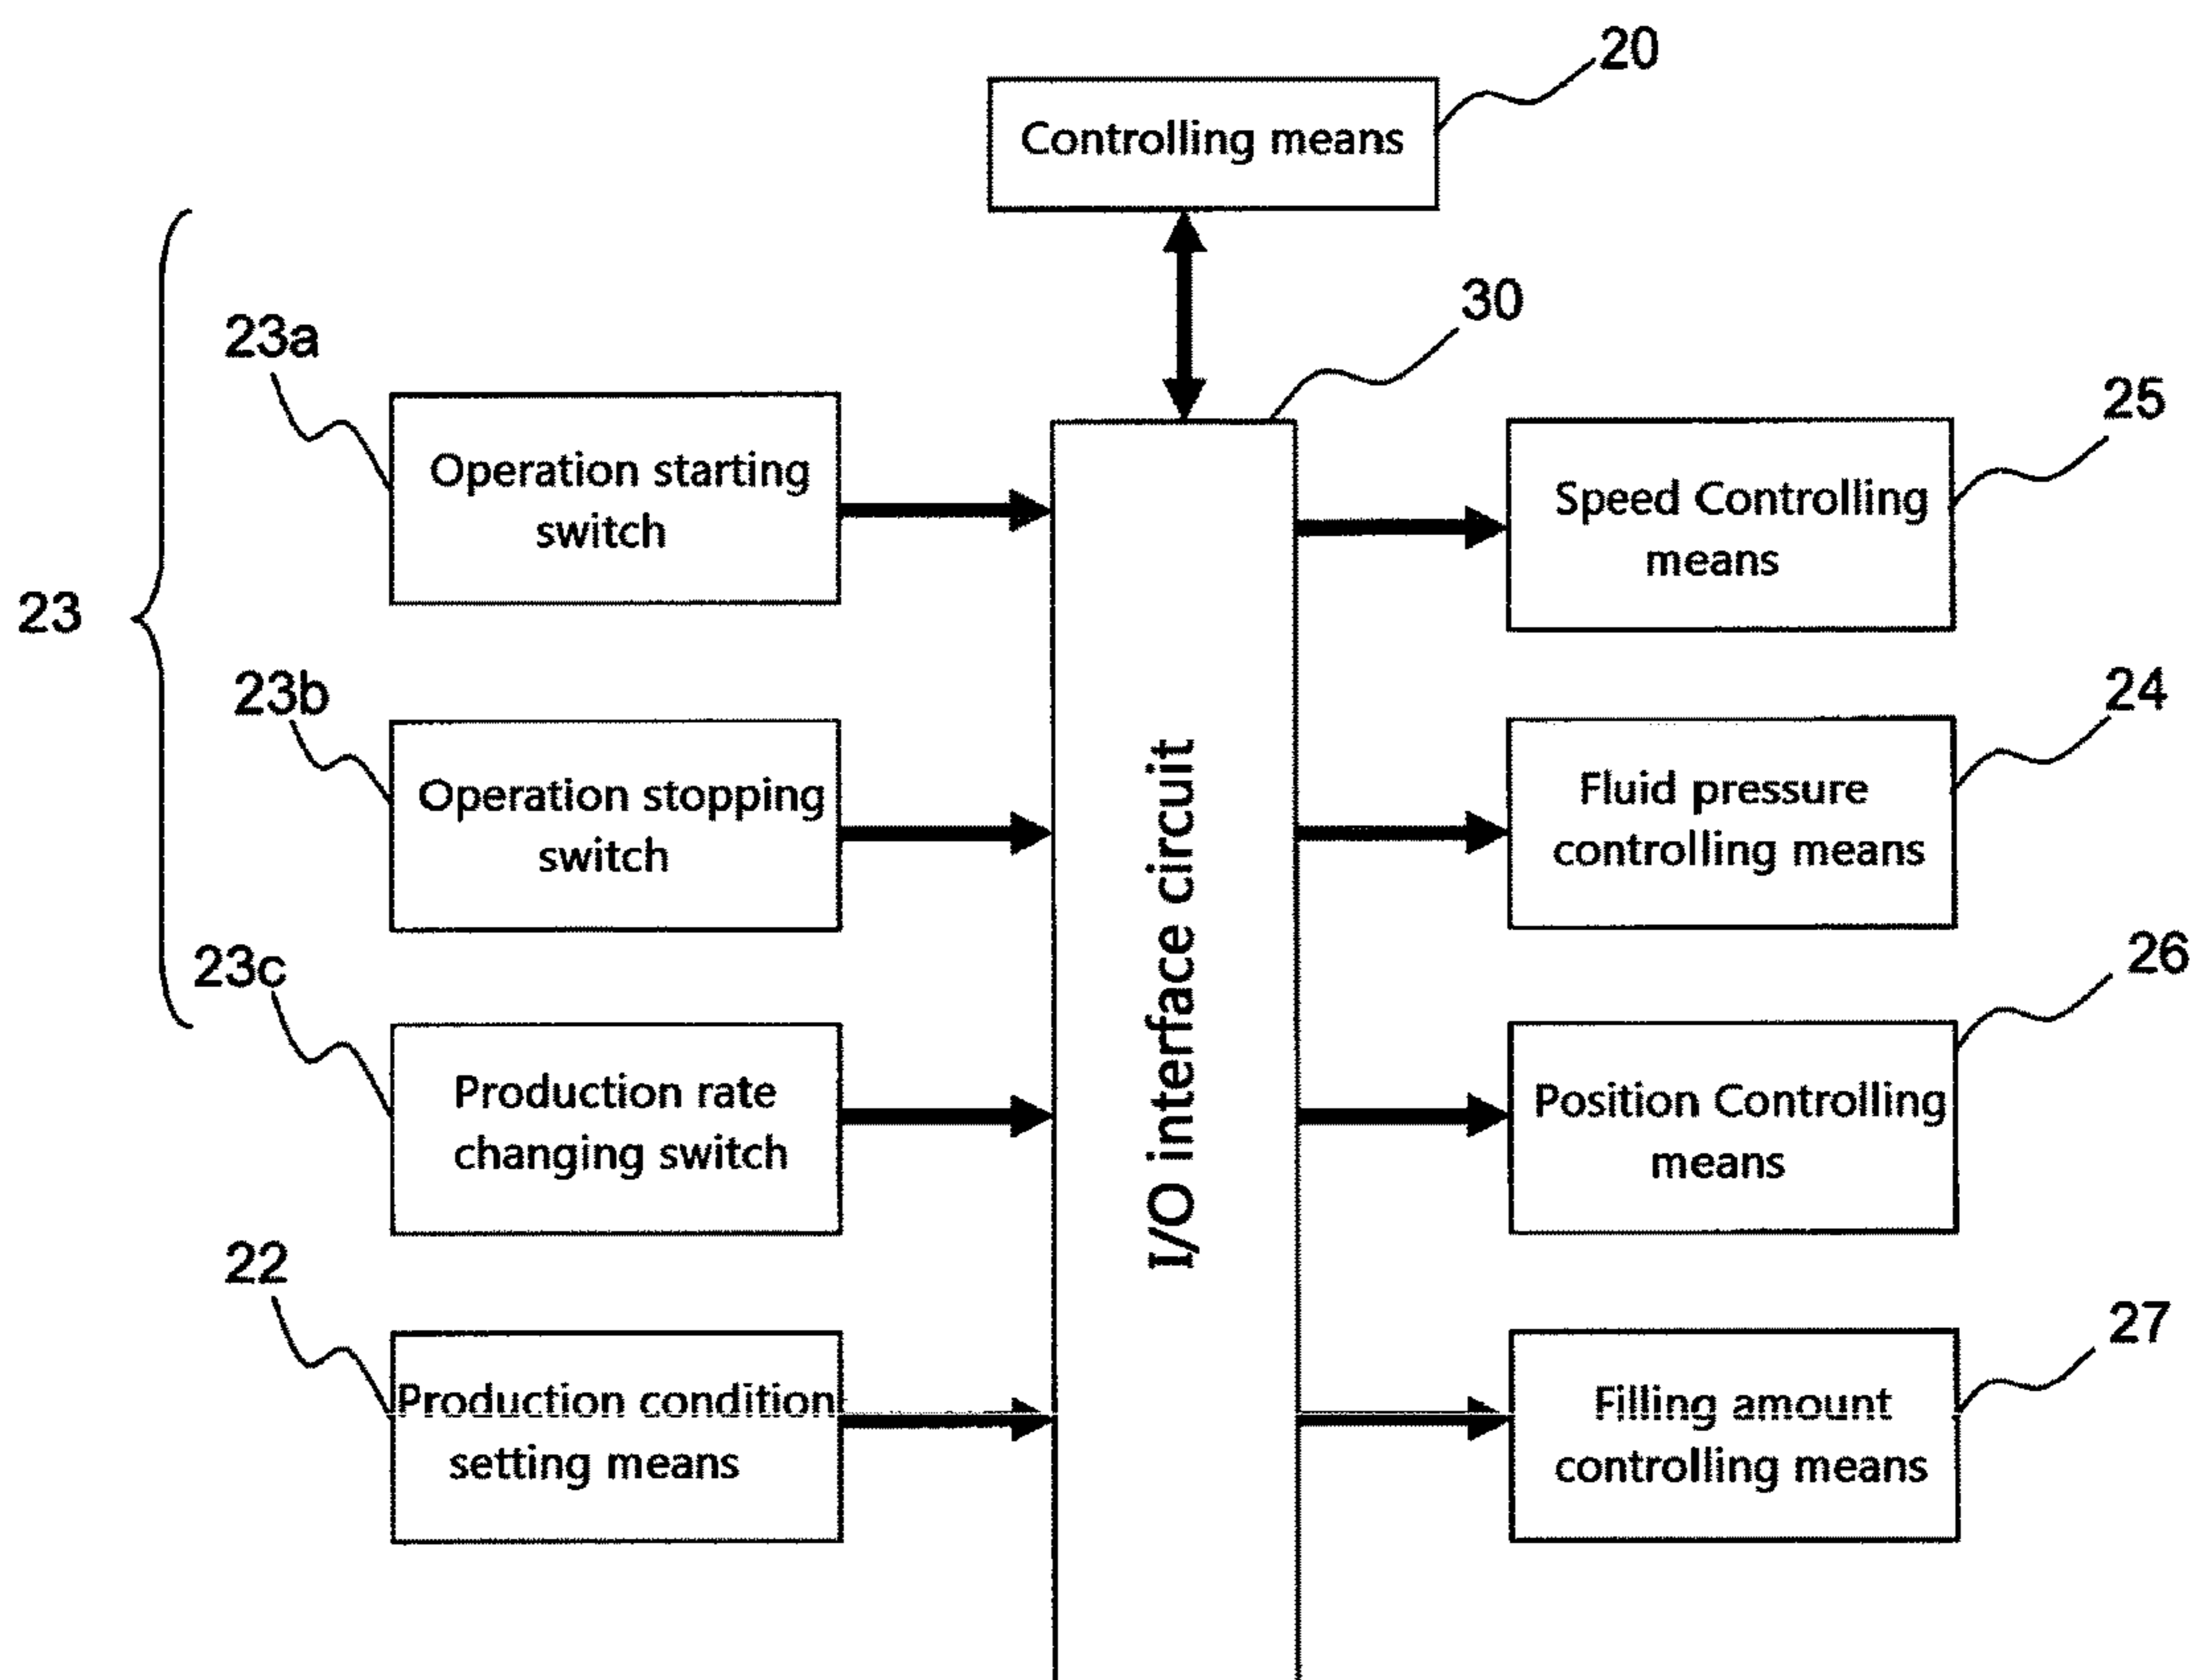 20
Controlling means
30
23
23a
Operation starting
switch
23b
Operation stopping
switch
23c
Production rate
changing switch
22
Production condition
setting means
I/O interface circuit
25
Speed Controlling
means
24
Fluid pressure
controlling means
26
Position Controlling
means
27
Filling amount
controlling means